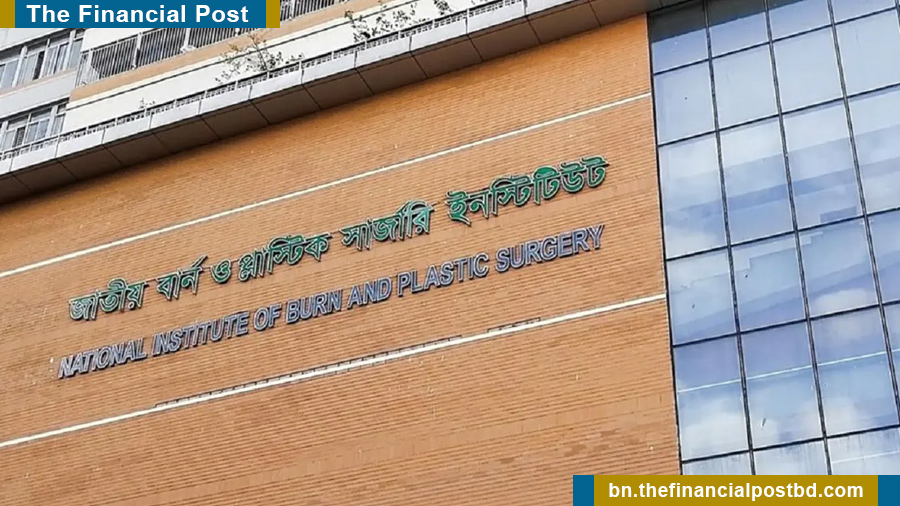 The Financial Post
জাতীয় বার্ন ও প্লাস্টিক সার্জারি ইনস্টিটিউট
NATIONAL INSTITUTE OF BURN AND PLASTIC SURGERY
bn.thefinancialpostbd.com